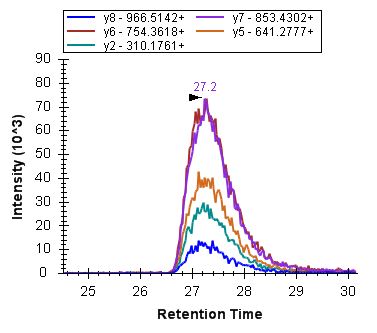 y8 - 966.5142+ y7 - 853.4302+
y6 - 754.3618+ y5 - 641.2777+
y2 - 310.1761+
90
80
70
60
50
40
30
20
10
0
Intensity (10^3)
27.2
25 26 27 28 29 30
Retention Time